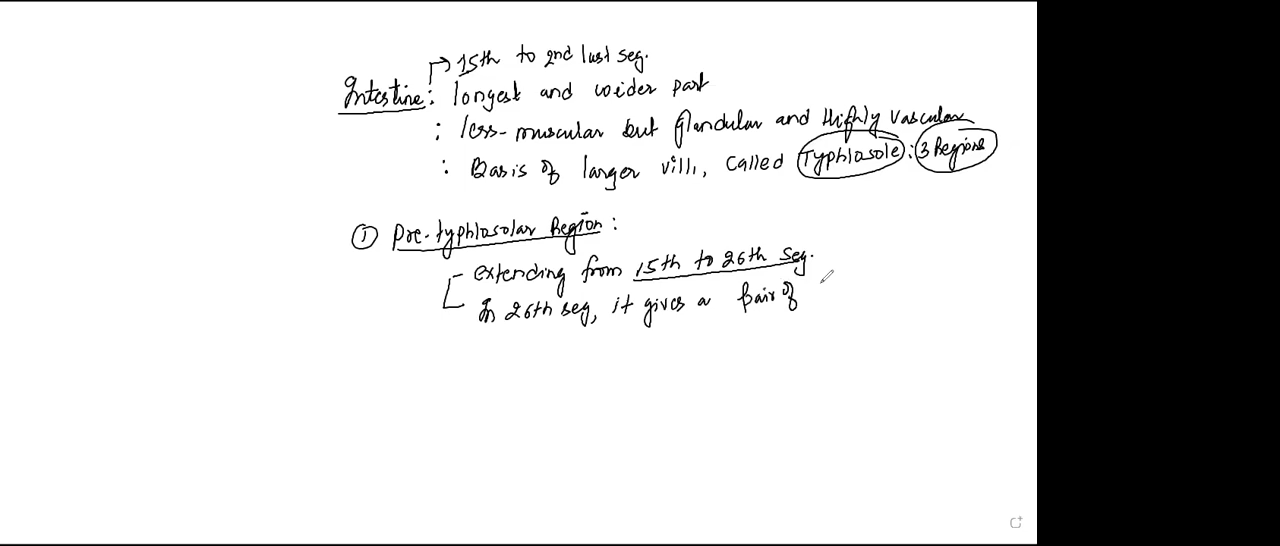 15th to 2nd last seg.
Intestine: longest and wider part
: less-muscular but glandular and Highly vascular
: Basis of larger villi, called Typhlosole: 3 Regions
① Pre-typhlosolar Region:
extending from 15th to 26th seg.
In 26th seg, it gives a pair of